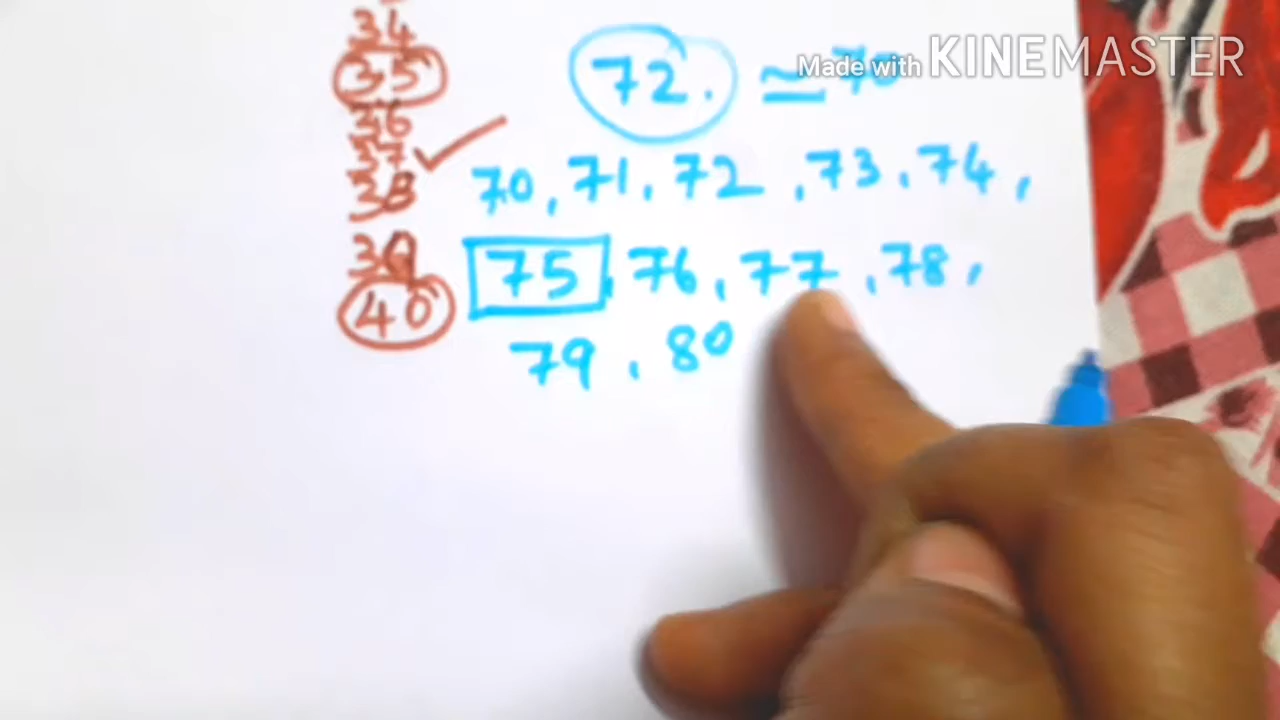 34
35
36
37
38
39
40
72. ≃ 70
70, 71, 72, 73, 74,
75, 76, 77, 78,
79, 80
Made with KINEMASTER